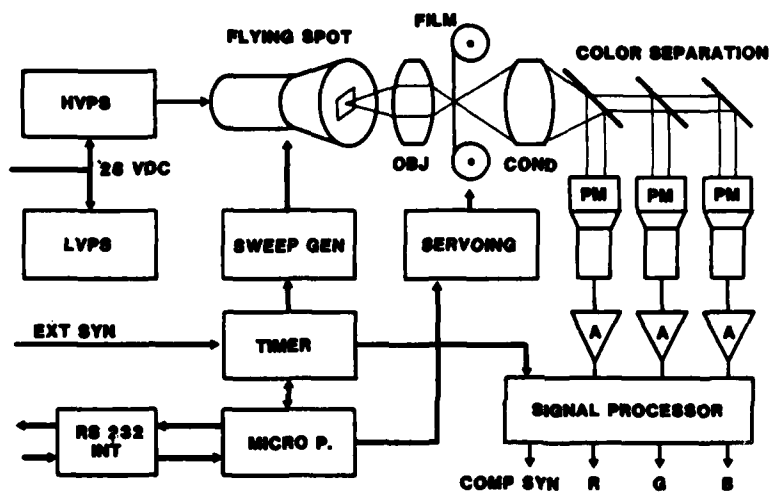 FILM
FLYING SPOT
COLOR SEPARATION
HVPS
28 VDC
OBJ
COND
LVPS
SWEEP GEN
SERVOING
PM
PM
PM
EXT SYN
TIMER
A
A
A
RS 232
INT
MICRO P.
SIGNAL PROCESSOR
COMP SYN
R
G
B